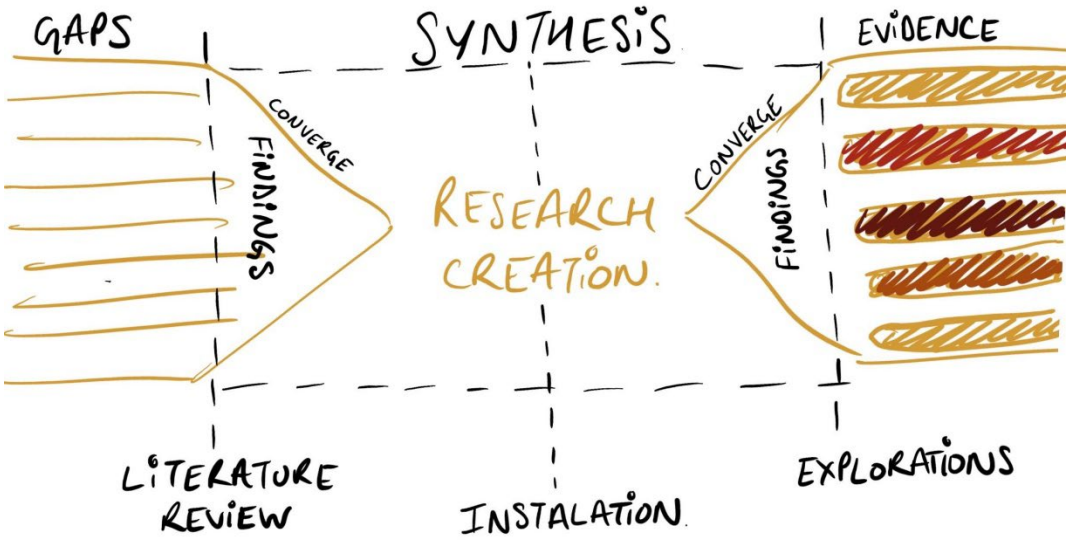 GAPS
SYNTHESIS
EVIDENCE
CONVERGE
FINDINGS
RESEARCH
CREATION.
CONVERGE
FINDINGS
LITERATURE
REVIEW
INSTALATION.
EXPLORATIONS